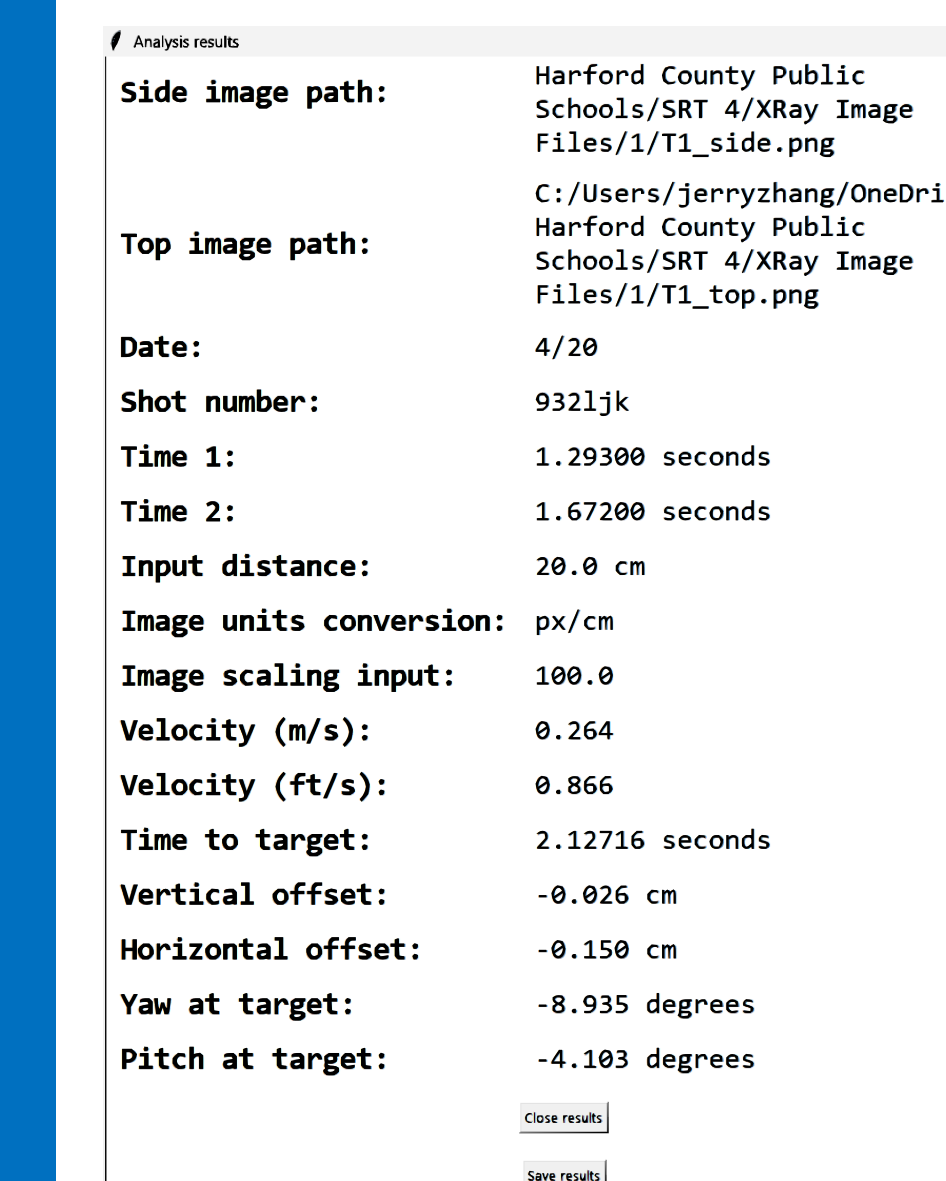 Analysis results
Side image path:
Harford County Public
Schools/SRT 4/XRay Image
Files/1/T1_side.png
Top image path:
C:/Users/jerryzhang/OneDri
Harford County Public
Schools/SRT 4/XRay Image
Files/1/T1_top.png
Date: 4/20
Shot number: 932ljk
Time 1: 1.29300 seconds
Time 2: 1.67200 seconds
Input distance: 20.0 cm
Image units conversion: px/cm
Image scaling input: 100.0
Velocity (m/s): 0.264
Velocity (ft/s): 0.866
Time to target: 2.12716 seconds
Vertical offset: -0.026 cm
Horizontal offset: -0.150 cm
Yaw at target: -8.935 degrees
Pitch at target: -4.103 degrees
Close results
Save results